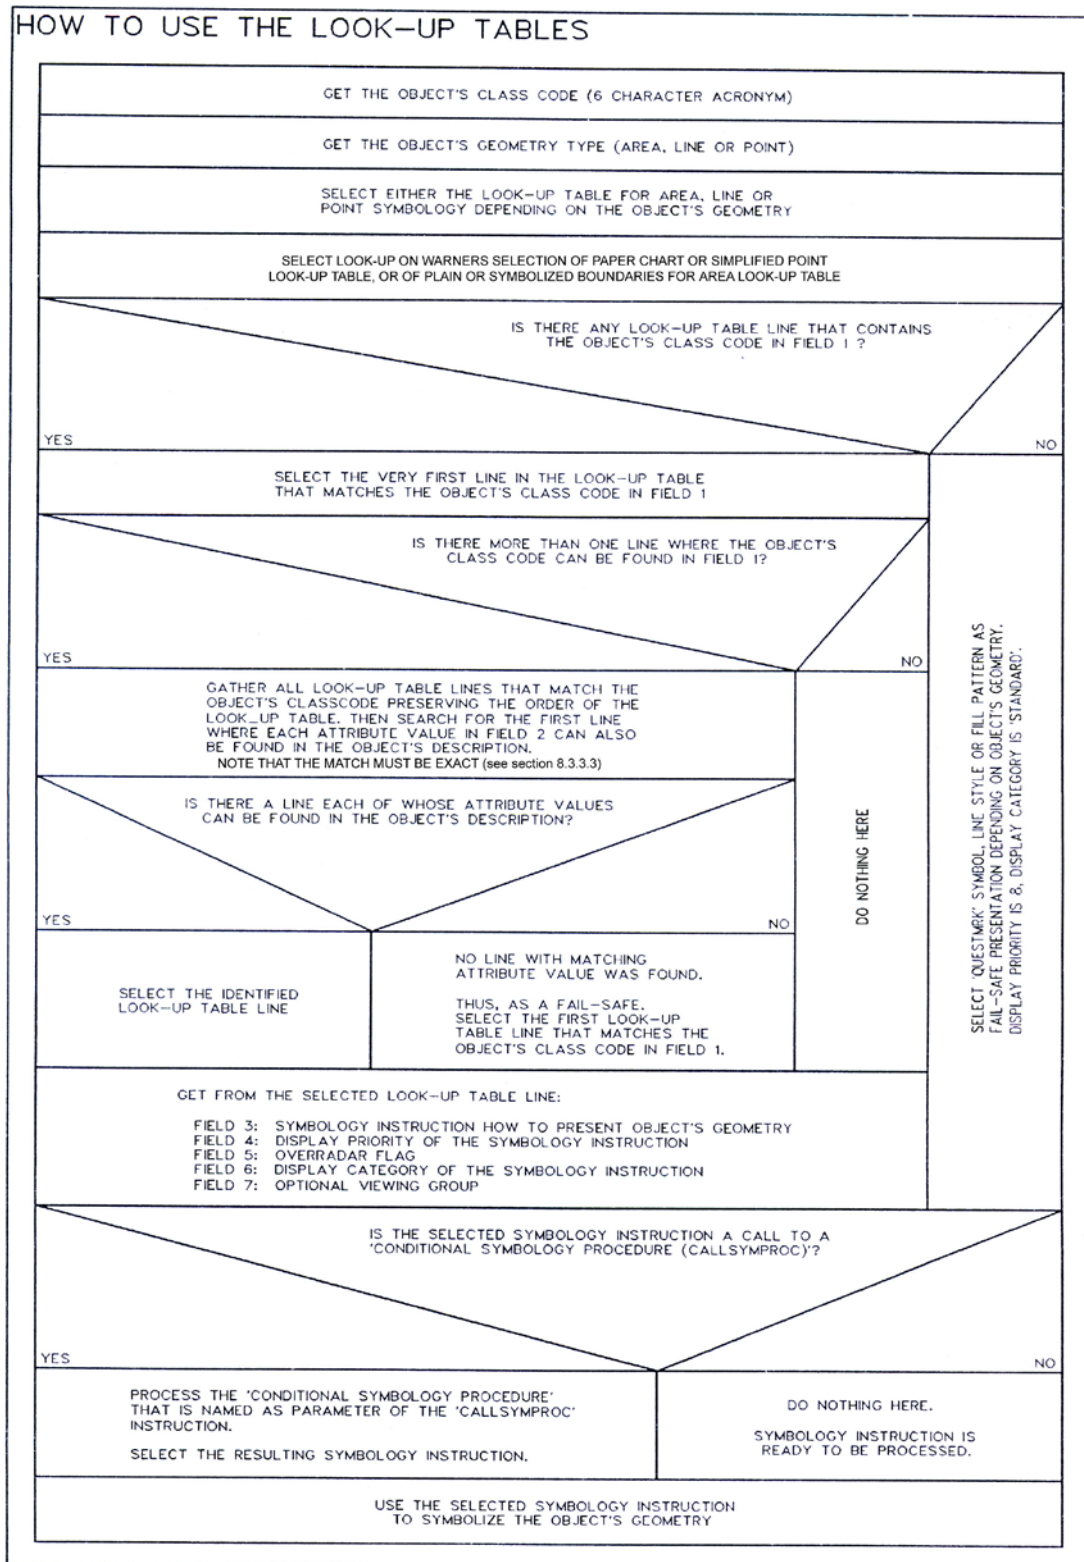 HOW TO USE THE LOOK-UP TABLES
GET THE OBJECT'S CLASS CODE (6 CHARACTER ACRONYM)
GET THE OBJECT'S GEOMETRY TYPE (AREA, LINE OR POINT)
SELECT EITHER THE LOOK-UP TABLE FOR AREA, LINE OR
POINT SYMBOLOGY DEPENDING ON THE OBJECT'S GEOMETRY
SELECT LOOK-UP ON WARNERS SELECTION OF PAPER CHART OR SIMPLIFIED POINT
LOOK-UP TABLE, OR OF PLAIN OR SYMBOLIZED BOUNDARIES FOR AREA LOOK-UP TABLE
IS THERE ANY LOOK-UP TABLE LINE THAT CONTAINS
THE OBJECT'S CLASS CODE IN FIELD 1 ?
YES
NO
SELECT THE VERY FIRST LINE IN THE LOOK-UP TABLE
THAT MATCHES THE OBJECT'S CLASS CODE IN FIELD 1
IS THERE MORE THAN ONE LINE WHERE THE OBJECT'S
CLASS CODE CAN BE FOUND IN FIELD 1?
YES
NO
GATHER ALL LOOK-UP TABLE LINES THAT MATCH THE
OBJECT'S CLASSCODE PRESERVING THE ORDER OF THE
LOOK_UP TABLE. THEN SEARCH FOR THE FIRST LINE
WHERE EACH ATTRIBUTE VALUE IN FIELD 2 CAN ALSO
BE FOUND IN THE OBJECT'S DESCRIPTION.
NOTE THAT THE MATCH MUST BE EXACT (see section 8.3.3.3)
IS THERE A LINE EACH OF WHOSE ATTRIBUTE VALUES
CAN BE FOUND IN THE OBJECT'S DESCRIPTION?
YES
NO
SELECT THE IDENTIFIED
LOOK-UP TABLE LINE
NO LINE WITH MATCHING
ATTRIBUTE VALUE WAS FOUND.
THUS, AS A FAIL-SAFE.
SELECT THE FIRST LOOK-UP
TABLE LINE THAT MATCHES THE
OBJECT'S CLASS CODE IN FIELD 1.
DO NOTHING HERE
SELECT 'QUESTMRK' SYMBOL, LINE STYLE OR FILL PATTERN AS
FAIL-SAFE PRESENTATION DEPENDING ON OBJECT'S GEOMETRY.
DISPLAY PRIORITY IS 8, DISPLAY CATEGORY IS 'STANDARD'.
GET FROM THE SELECTED LOOK-UP TABLE LINE:
FIELD 3: SYMBOLOGY INSTRUCTION HOW TO PRESENT OBJECT'S GEOMETRY
FIELD 4: DISPLAY PRIORITY OF THE SYMBOLOGY INSTRUCTION
FIELD 5: OVERRADAR FLAG
FIELD 6: DISPLAY CATEGORY OF THE SYMBOLOGY INSTRUCTION
FIELD 7: OPTIONAL VIEWING GROUP
IS THE SELECTED SYMBOLOGY INSTRUCTION A CALL TO A
'CONDITIONAL SYMBOLOGY PROCEDURE (CALLSYMPROC)'?
YES
NO
PROCESS THE 'CONDITIONAL SYMBOLOGY PROCEDURE'
THAT IS NAMED AS PARAMETER OF THE 'CALLSYMPROC'
INSTRUCTION.
SELECT THE RESULTING SYMBOLOGY INSTRUCTION.
DO NOTHING HERE.
SYMBOLOGY INSTRUCTION IS
READY TO BE PROCESSED.
USE THE SELECTED SYMBOLOGY INSTRUCTION
TO SYMBOLIZE THE OBJECT'S GEOMETRY